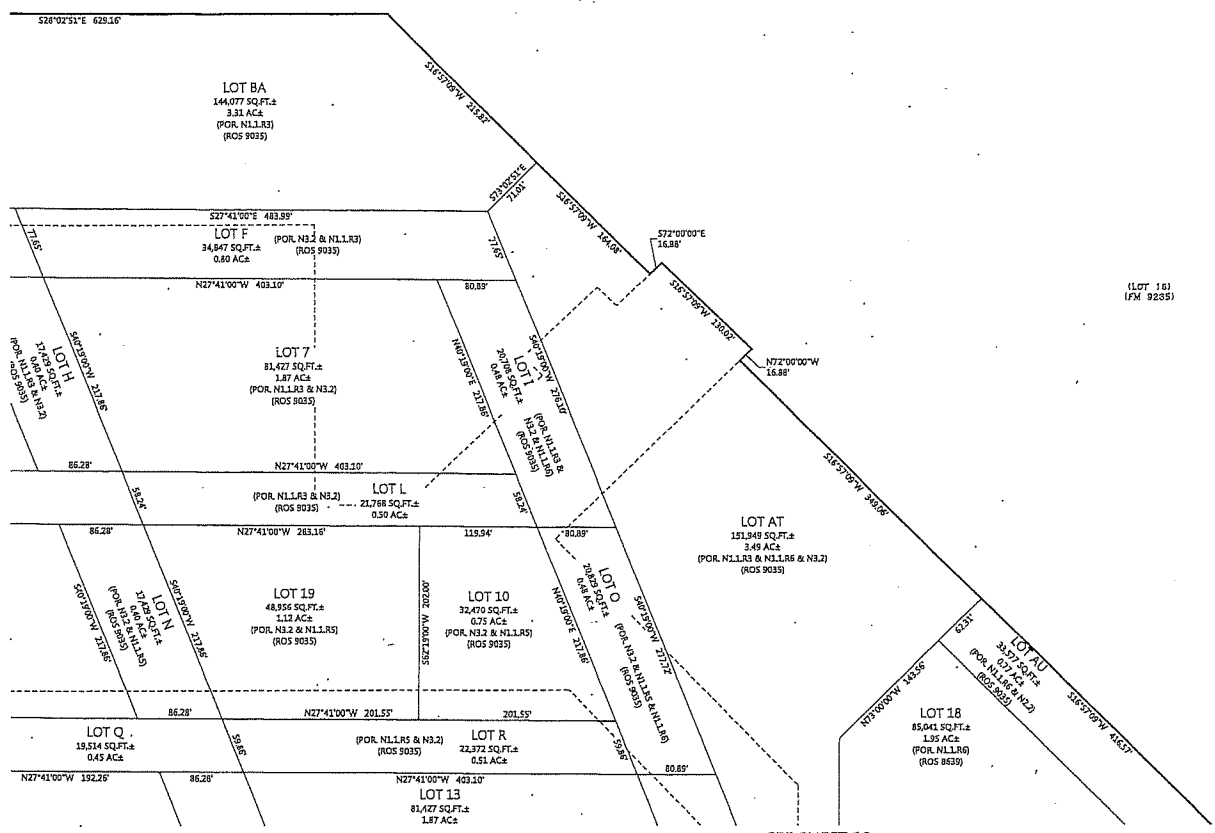 S28°02'51"E 629.16'
LOT BA
144,077 SQ.FT.±
3.31 AC±
(POR. N1.1.R3)
(ROS 9035)
S16°57'09"W 215.82'
S73°02'51"E
71.01'
S16°57'09"W 164.08'
S72°00'00"E
16.88'
S16°57'09"W 130.02'
N72°00'00"W
16.88'
(LOT 16)
(FM 9235)
S27°41'00"E 483.99'
77.65'
LOT F
34,847 SQ.FT.±
0.80 AC±
(POR. N3.2 & N1.1.R3)
(ROS 9035)
77.65'
N27°41'00"W 403.10'
80.89'
LOT H
17,429 SQ.FT.±
0.40 AC±
(POR. N1.1.R3 & N3.2)
(ROS 9035)
S40°19'00"W 217.86'
LOT 7
81,427 SQ.FT.±
1.87 AC±
(POR. N1.1.R3 & N3.2)
(ROS 9035)
N40°19'00"E 217.86'
LOT I
20,708 SQ.FT.±
0.48 AC±
(POR. N1.1.R3 &
N3.2 & N1.1.R6)
(ROS 9035)
S40°19'00"W 276.10'
86.28'
N27°41'00"W 403.10'
58.24'
(POR. N1.1.R3 & N3.2)
(ROS 9035)
LOT L
21,768 SQ.FT.±
0.50 AC±
58.24'
S16°57'09"W 349.06'
LOT AT
151,949 SQ.FT.±
3.49 AC±
(POR. N1.1.R3 & N1.1.R6 & N3.2)
(ROS 9035)
86.28'
N27°41'00"W 263.16'
119.94'
80.89'
S40°19'00"W 217.86'
LOT N
17,429 SQ.FT.±
0.40 AC±
(POR. N3.2 & N1.1.R5)
(ROS 9035)
S40°19'00"W 217.86'
LOT 19
48,956 SQ.FT.±
1.12 AC±
(POR. N3.2 & N1.1.R5)
(ROS 9035)
S62°19'00"W 202.00'
LOT 10
32,470 SQ.FT.±
0.75 AC±
(POR. N3.2 & N1.1.R5)
(ROS 9035)
N40°19'00"E 217.86'
LOT O
20,829 SQ.FT.±
0.48 AC±
(POR. N3.2 & N1.1.R5 & N1.1.R6)
(ROS 9035)
S40°19'00"W 277.72'
62.31'
N73°00'00"W 143.56'
LOT AU
33,577 SQ.FT.±
0.77 AC±
(POR. N1.1.R6 & N2.2)
(ROS 9035)
S16°57'09"W 416.57'
LOT 18
85,041 SQ.FT.±
1.95 AC±
(POR. N1.1.R6)
(ROS 8639)
86.28'
N27°41'00"W 201.55'
201.55'
LOT Q
19,514 SQ.FT.±
0.45 AC±
59.86'
(POR. N1.1.R5 & N3.2)
(ROS 9035)
LOT R
22,372 SQ.FT.±
0.51 AC±
59.86'
N27°41'00"W 192.26'
86.28'
N27°41'00"W 403.10'
80.89'
LOT 13
81,427 SQ.FT.±
1.87 AC±